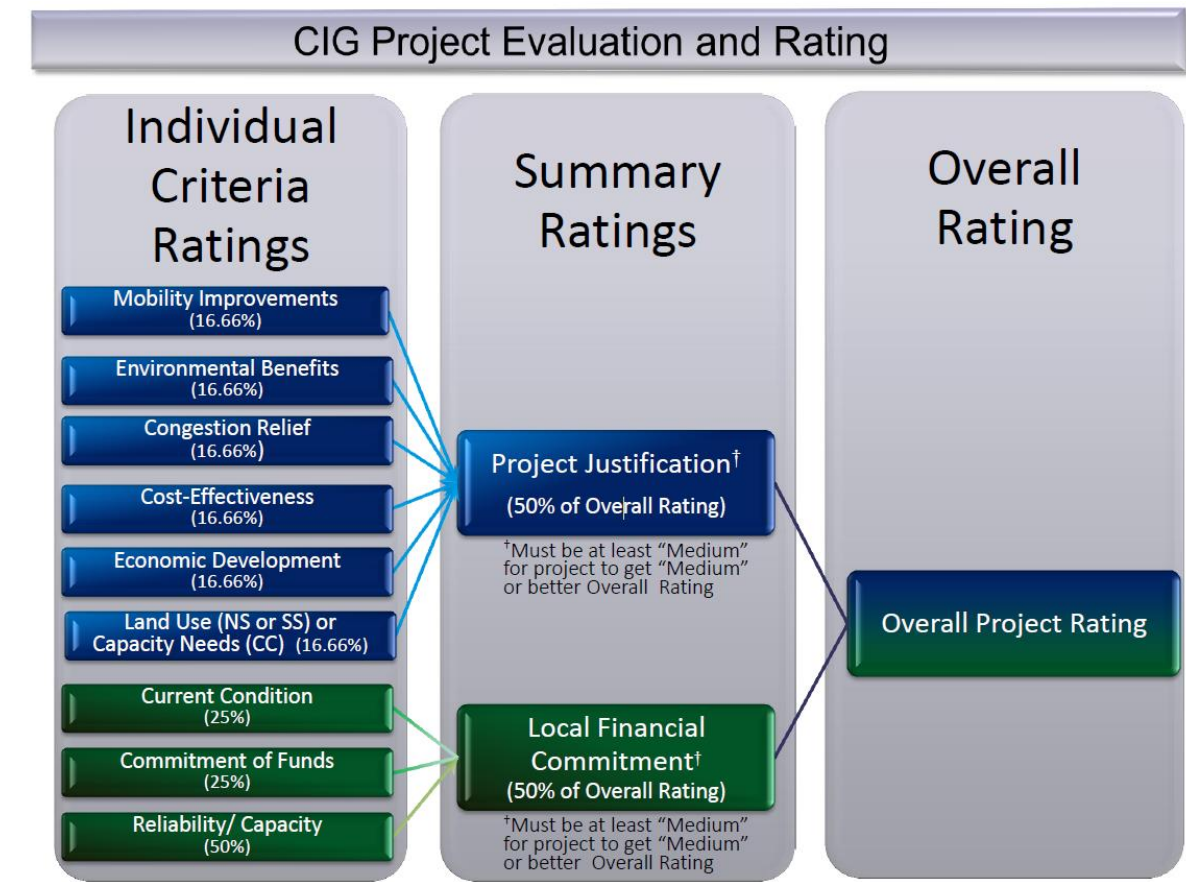 CIG Project Evaluation and Rating
Individual
Criteria
Ratings
Mobility Improvements
(16.66%)
Environmental Benefits
(16.66%)
Congestion Relief
(16.66%)
Cost-Effectiveness
(16.66%)
Economic Development
(16.66%)
Land Use (NS or SS) or
Capacity Needs (CC) (16.66%)
Current Condition
(25%)
Commitment of Funds
(25%)
Reliability/ Capacity
(50%)
Summary
Ratings
Project Justification†
(50% of Overall Rating)
†Must be at least “Medium”
for project to get “Medium”
or better Overall Rating
Local Financial
Commitment†
(50% of Overall Rating)
†Must be at least “Medium”
for project to get “Medium”
or better Overall Rating
Overall
Rating
Overall Project Rating